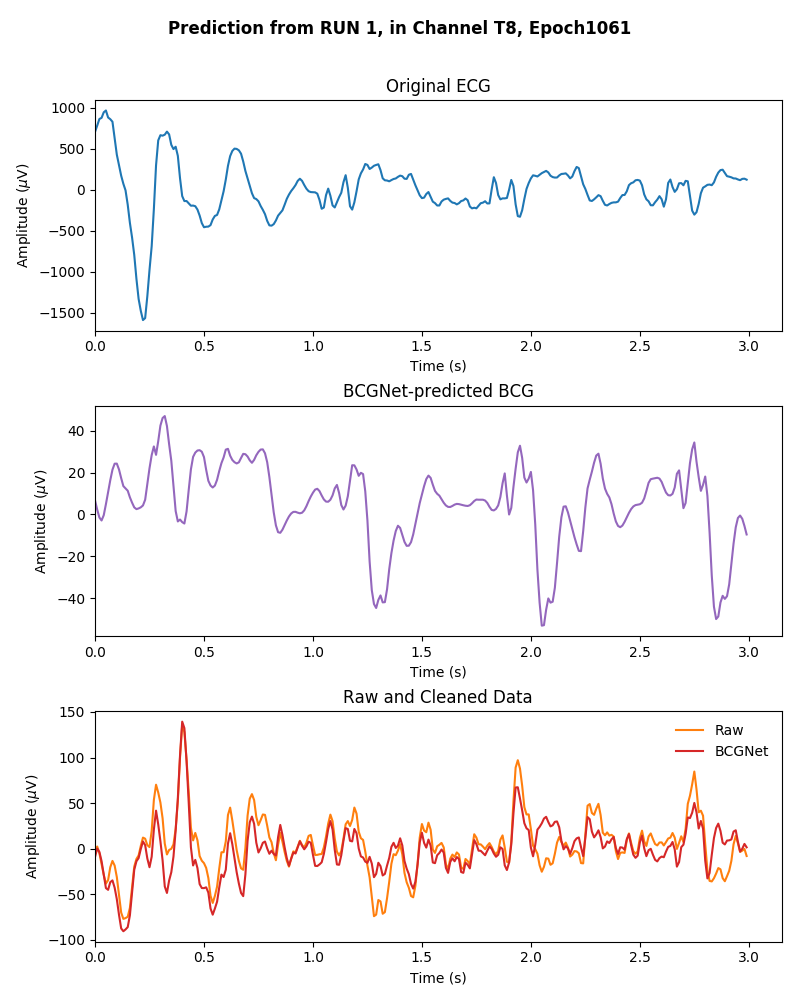 Prediction from RUN 1, in Channel T8, Epoch1061
Original ECG
1000
500
0
−500
−1000
−1500
Amplitude (μV)
0.0 0.5 1.0 1.5 2.0 2.5 3.0
Time (s)
BCGNet-predicted BCG
40
20
0
−20
−40
Amplitude (μV)
0.0 0.5 1.0 1.5 2.0 2.5 3.0
Time (s)
Raw and Cleaned Data
150
100
50
0
−50
−100
Amplitude (μV)
Raw
BCGNet
0.0 0.5 1.0 1.5 2.0 2.5 3.0
Time (s)